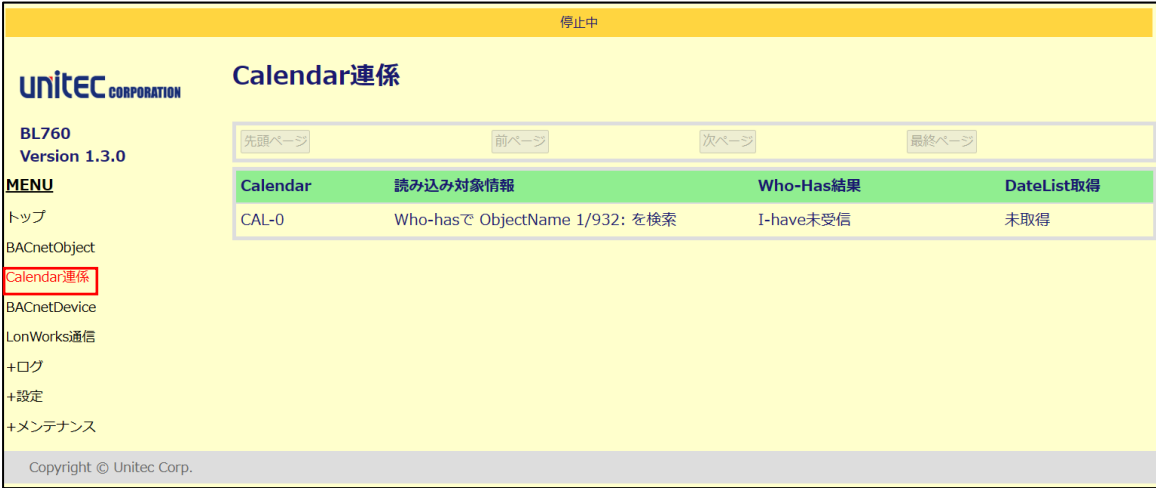 停止中
unitec CORPORATION
Calendar連係
BL760
Version 1.3.0
先頭ページ 前ページ 次ページ 最終ページ
MENU
Calendar 読み込み対象情報 Who-Has結果 DateList取得
トップ
CAL-0 Who-hasで ObjectName 1/932: を検索 I-have未受信 未取得
BACnetObject
Calendar連係
BACnetDevice
LonWorks通信
+ログ
+設定
+メンテナンス
Copyright © Unitec Corp.